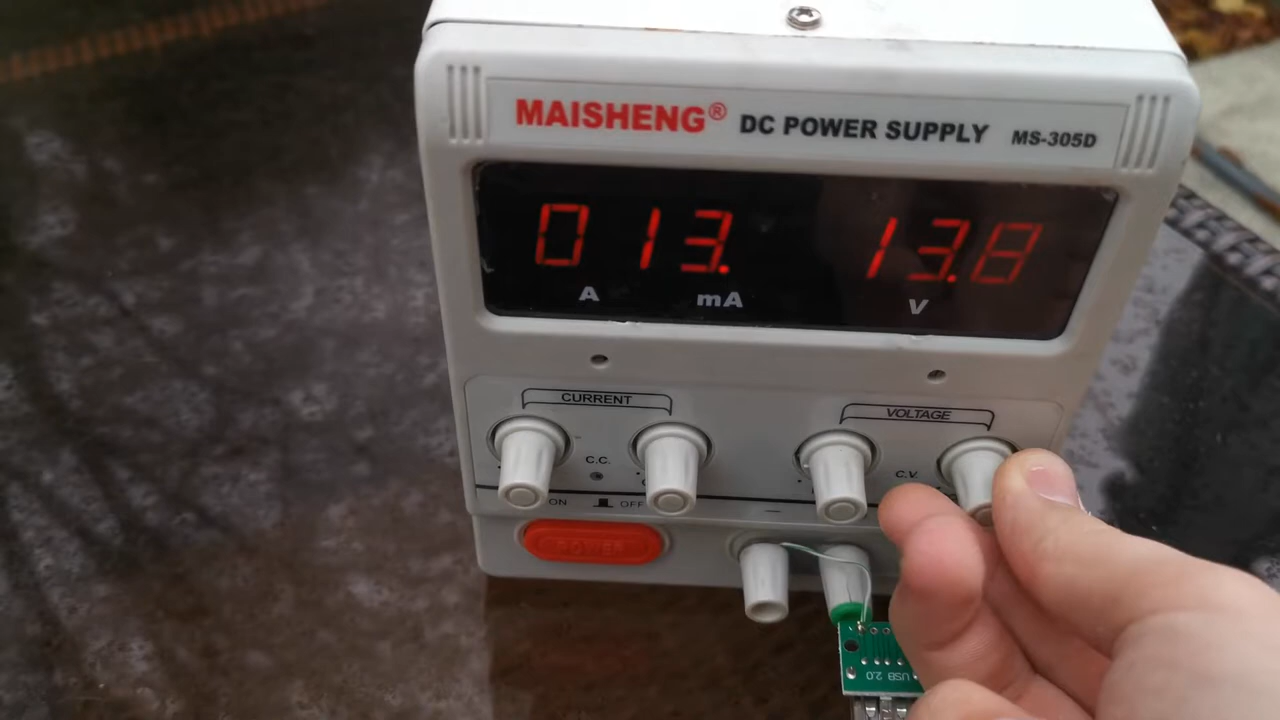 MAISHENG® DC POWER SUPPLY MS-305D
013. 13.8
A mA V
CURRENT VOLTAGE
C.C. C.V.
ON OFF
POWER
USB 2.0